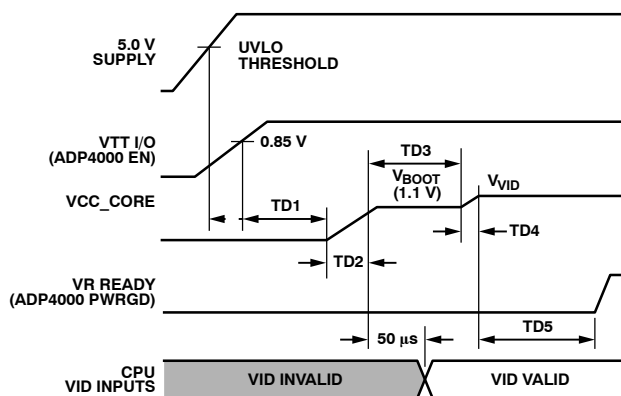 5.0 V
SUPPLY
UVLO
THRESHOLD
VTT I/O
(ADP4000 EN)
0.85 V
TD3
VBOOT
(1.1 V)
VVID
VCC_CORE
TD1
TD4
TD2
VR READY
(ADP4000 PWRGD)
50 μs
TD5
CPU
VID INPUTS
VID INVALID
VID VALID